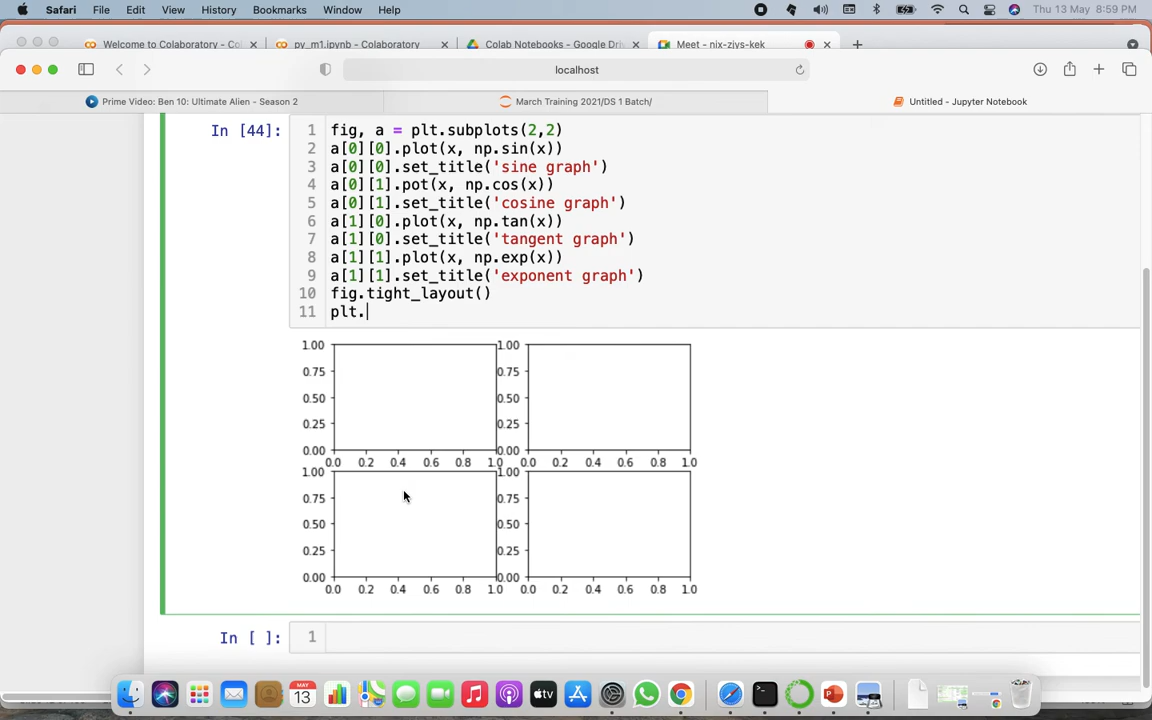 Safari File Edit View History Bookmarks Window Help Thu 13 May 8:59 PM
Welcome to Colaboratory - Co py_m1.ipynb - Colaboratory Colab Notebooks - Google Dri Meet - nix-zjys-kek
localhost
Prime Video: Ben 10: Ultimate Alien - Season 2 March Training 2021/DS 1 Batch/ Untitled - Jupyter Notebook
In [44]:
1 fig, a = plt.subplots(2,2)
2 a[0][0].plot(x, np.sin(x))
3 a[0][0].set_title('sine graph')
4 a[0][1].pot(x, np.cos(x))
5 a[0][1].set_title('cosine graph')
6 a[1][0].plot(x, np.tan(x))
7 a[1][0].set_title('tangent graph')
8 a[1][1].plot(x, np.exp(x))
9 a[1][1].set_title('exponent graph')
10 fig.tight_layout()
11 plt.
1.00 1.00
0.75 0.75
0.50 0.50
0.25 0.25
0.00 0.00
0.0 0.2 0.4 0.6 0.8 1.0 0.0 0.2 0.4 0.6 0.8 1.0
1.00 1.00
0.75 0.75
0.50 0.50
0.25 0.25
0.00 0.00
0.0 0.2 0.4 0.6 0.8 1.0 0.0 0.2 0.4 0.6 0.8 1.0
In [ ]: 1
MAY
13
tv